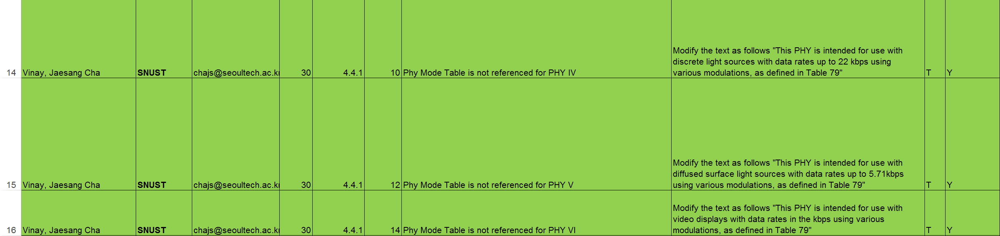 Modify the text as follows "This PHY is intended for use with
discrete light sources with data rates up to 22 kbps using
14 Vinay, Jaesang Cha SNUST chajs@seoultech.ac.kr 30 4.4.1 10 Phy Mode Table is not referenced for PHY IV various modulations, as defined in Table 79" T Y
Modify the text as follows "This PHY is intended for use with
diffused surface light sources with data rates up to 5.71kbps
15 Vinay, Jaesang Cha SNUST chajs@seoultech.ac.kr 30 4.4.1 12 Phy Mode Table is not referenced for PHY V using various modulations, as defined in Table 79" T Y
Modify the text as follows "This PHY is intended for use with
video displays with data rates in the kbps using various
16 Vinay, Jaesang Cha SNUST chajs@seoultech.ac.kr 30 4.4.1 14 Phy Mode Table is not referenced for PHY VI modulations, as defined in Table 79" T Y